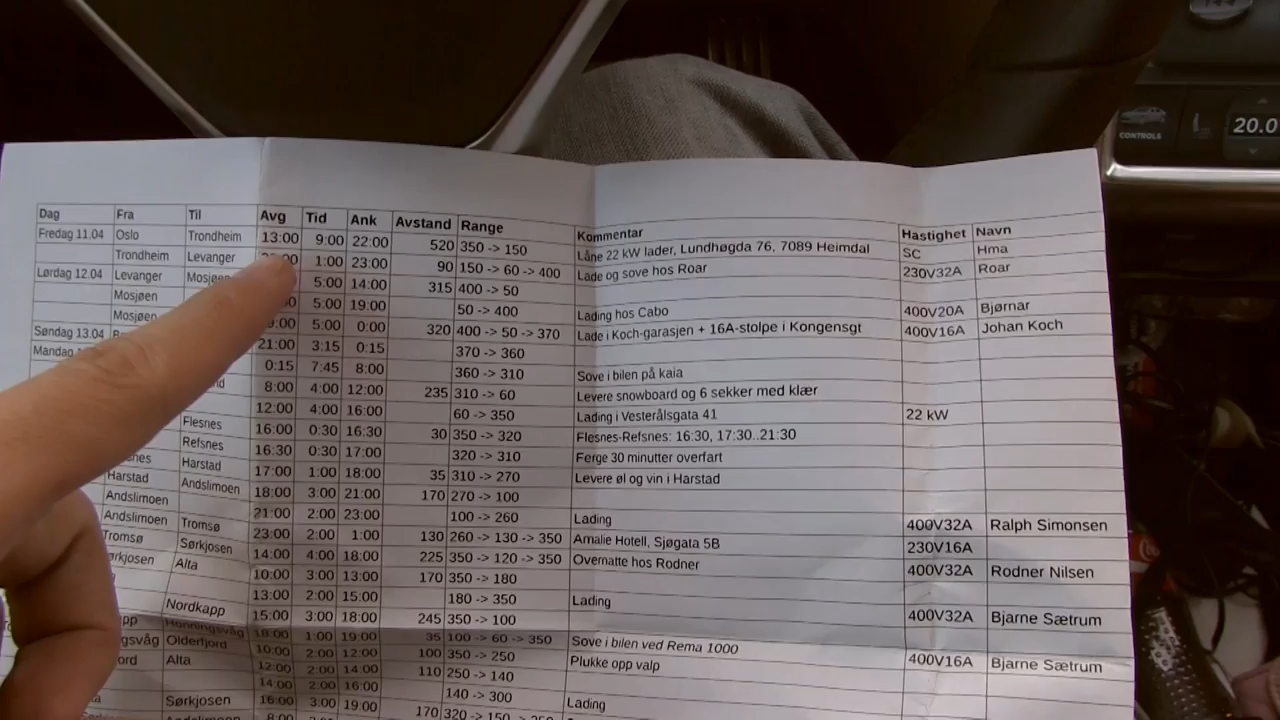 CONTROLS
20.0
Dag Fra Til Avg Tid Ank Avstand Range Kommentar Hastighet Navn
Fredag 11.04 Oslo Trondheim 13:00 9:00 22:00 520 350 -> 150 Låne 22 kW lader, Lundhøgda 76, 7089 Heimdal SC Hma
Trondheim Levanger 1:00 23:00 90 150 -> 60 -> 400 Lade og sove hos Roar 230V32A Roar
Lørdag 12.04 Levanger Mosjøen 5:00 14:00 315 400 -> 50
Mosjøen 5:00 19:00 50 -> 400 Lading hos Cabo 400V20A Bjørnar
Mosjøen 5:00 0:00 320 400 -> 50 -> 370 Lade i Koch-garasjen + 16A-stolpe i Kongensgt 400V16A Johan Koch
Søndag 13.04 21:00 3:15 0:15 370 -> 360
Mandag 0:15 7:45 8:00 360 -> 310 Sove i bilen på kaia
8:00 4:00 12:00 235 310 -> 60 Levere snowboard og 6 sekker med klær
12:00 4:00 16:00 60 -> 350 Lading i Vesterålsgata 41 22 kW
Flesnes 16:00 0:30 16:30 30 350 -> 320 Flesnes-Refsnes: 16:30, 17:30..21:30
Refsnes 16:30 0:30 17:00 320 -> 310 Ferge 30 minutter overfart
Harstad 17:00 1:00 18:00 35 310 -> 270 Levere øl og vin i Harstad
Harstad Andslimoen 18:00 3:00 21:00 170 270 -> 100
Andslimoen 21:00 2:00 23:00 100 -> 260 Lading 400V32A Ralph Simonsen
Andslimoen Tromsø 23:00 2:00 1:00 130 260 -> 130 -> 350 Amalie Hotell, Sjøgata 5B 230V16A
Tromsø Sørkjosen 14:00 4:00 18:00 225 350 -> 120 -> 350 Overnatte hos Rodner 400V32A Rodner Nilsen
Alta 10:00 3:00 13:00 170 350 -> 180
13:00 2:00 15:00 180 -> 350 Lading 400V32A Bjarne Sætrum
Nordkapp 15:00 3:00 18:00 245 350 -> 100
Honningsvåg 18:00 1:00 19:00 35 100 -> 60 -> 350 Sove i bilen ved Rema 1000
Olderfjord 10:00 2:00 12:00 100 350 -> 250 Plukke opp valp 400V16A Bjarne Sætrum
Alta 12:00 2:00 14:00 110 250 -> 140
14:00 2:00 16:00 140 -> 300 Lading
Sørkjosen 16:00 3:00 19:00 170 320 -> 150
Andslimoen 8:00